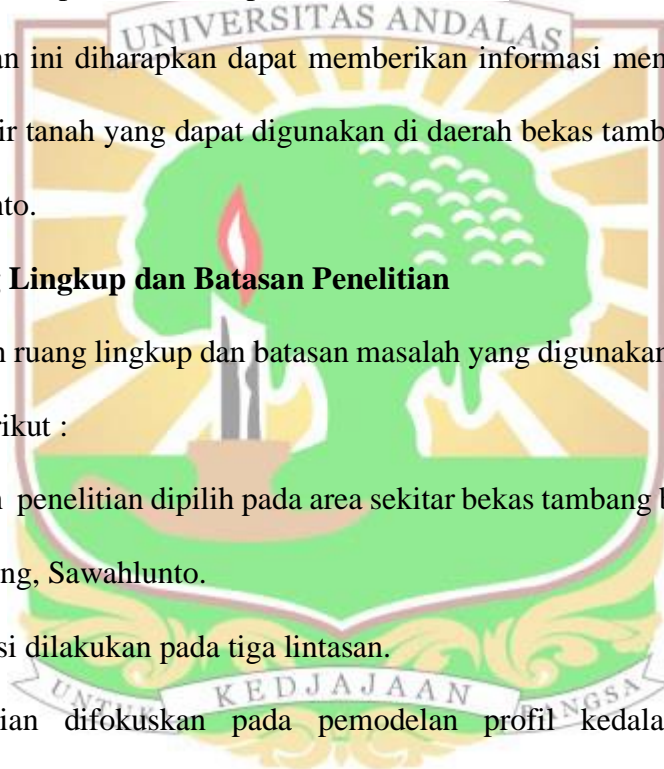 UNIVERSITAS ANDALAS
an ini diharapkan dapat memberikan informasi men
ir tanah yang dapat digunakan di daerah bekas tamb
nto.
Lingkup dan Batasan Penelitian
n ruang lingkup dan batasan masalah yang digunakan
rikut :
n penelitian dipilih pada area sekitar bekas tambang b
ng, Sawahlunto.
si dilakukan pada tiga lintasan.
UNTUK KEDJAJAAN BANGSA
ian difokuskan pada pemodelan profil kedala